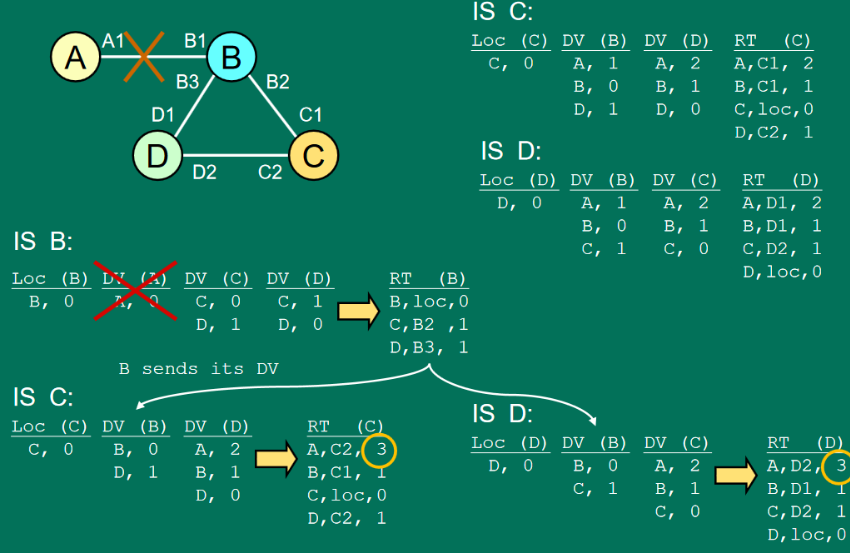 A A1 B1 B
B3 B2
D1 C1
D D2 C2 C
IS C:
Loc (C) DV (B) DV (D) RT (C)
C, 0 A, 1 A, 2 A,C1, 2
B, 0 B, 1 B,C1, 1
D, 1 D, 0 C,loc,0
D,C2, 1
IS D:
Loc (D) DV (B) DV (C) RT (D)
D, 0 A, 1 A, 2 A,D1, 2
B, 0 B, 1 B,D1, 1
C, 1 C, 0 C,D2, 1
D,loc,0
IS B:
Loc (B) DV (A) DV (C) DV (D) RT (B)
B, 0 A, 0 C, 0 C, 1 B,loc,0
D, 1 D, 0 C,B2 ,1
D,B3, 1
B sends its DV
IS C:
Loc (C) DV (B) DV (D) RT (C)
C, 0 B, 0 A, 2 A,C2, 3
D, 1 B, 1 B,C1, 1
D, 0 C,loc,0
D,C2, 1
IS D:
Loc (D) DV (B) DV (C) RT (D)
D, 0 B, 0 A, 2 A,D2, 3
C, 1 B, 1 B,D1, 1
C, 0 C,D2, 1
D,loc,0